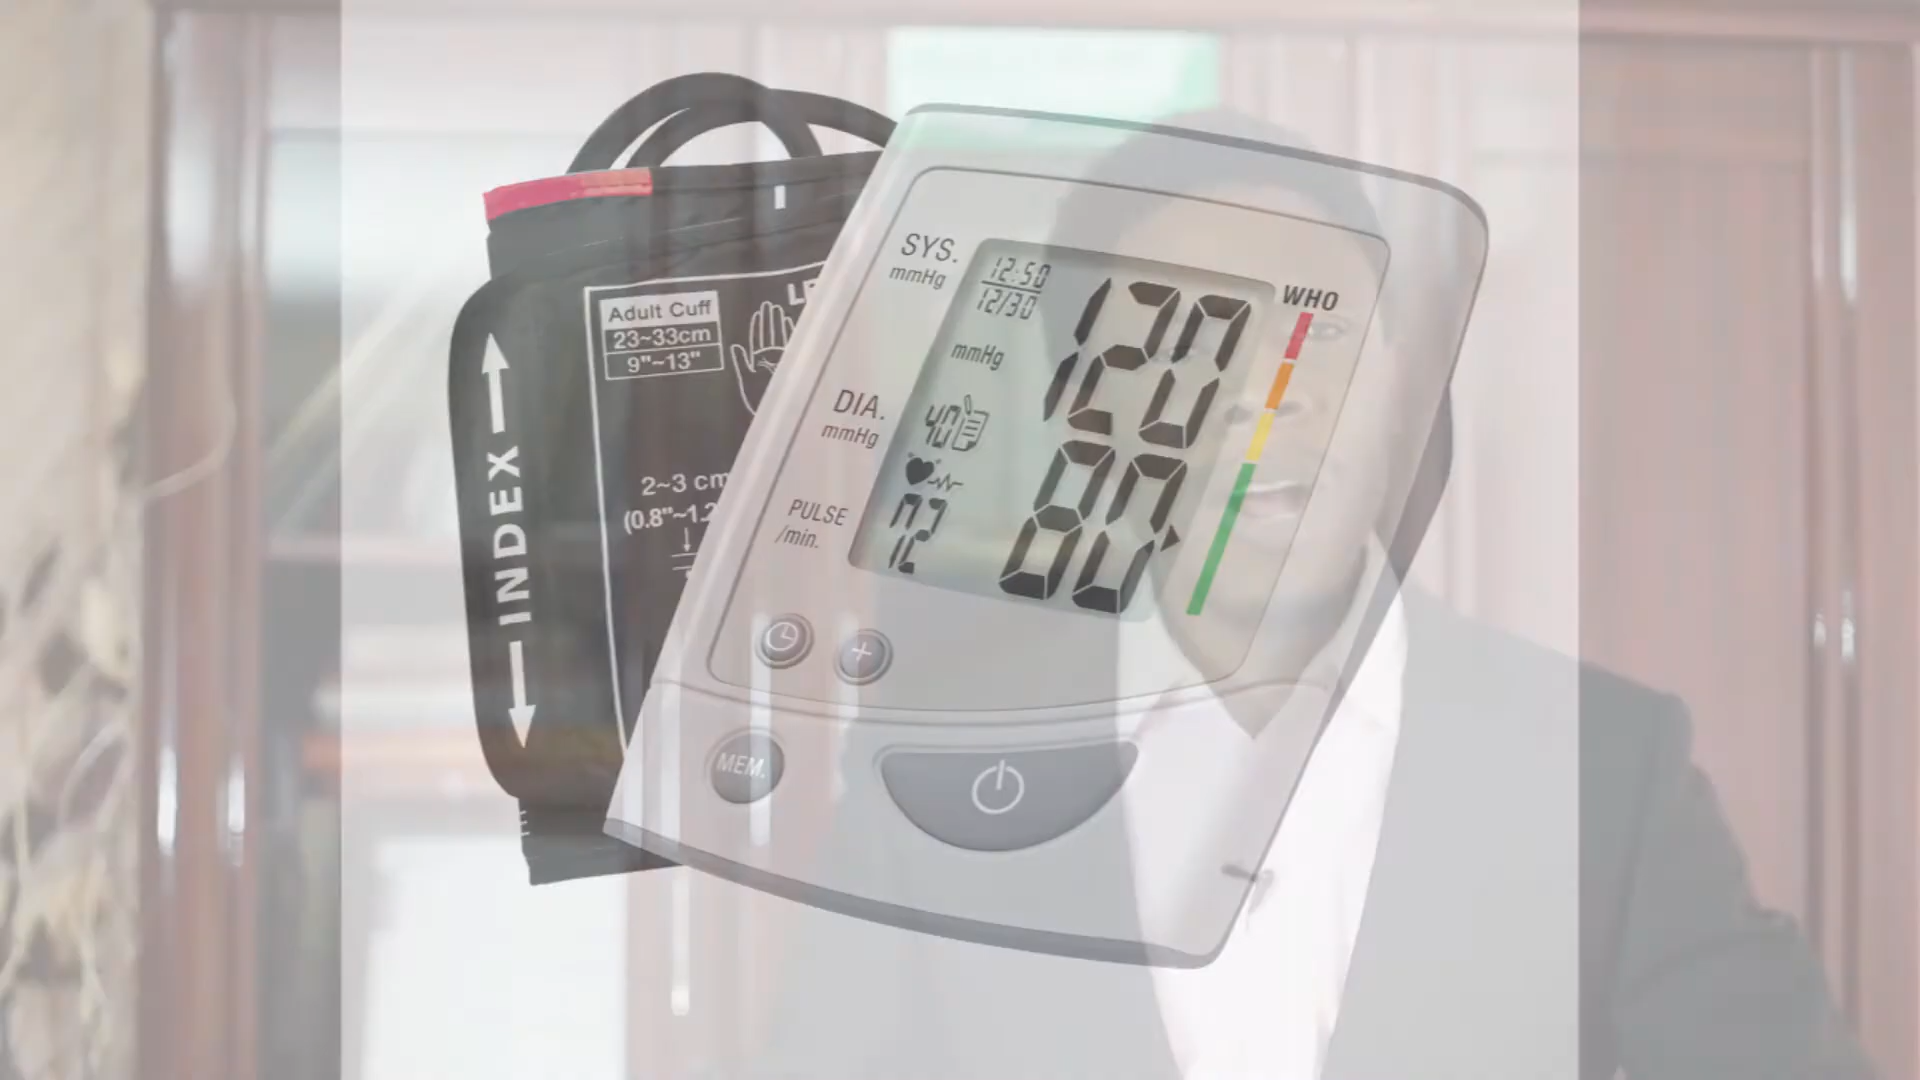 SYS.
mmHg
12:50
12/30
mmHg
120
WHO
DIA.
mmHg
40
80
PULSE
/min.
72
MEM.
Adult Cuff
23~33cm
9"~13"
2~3 cm
INDEX